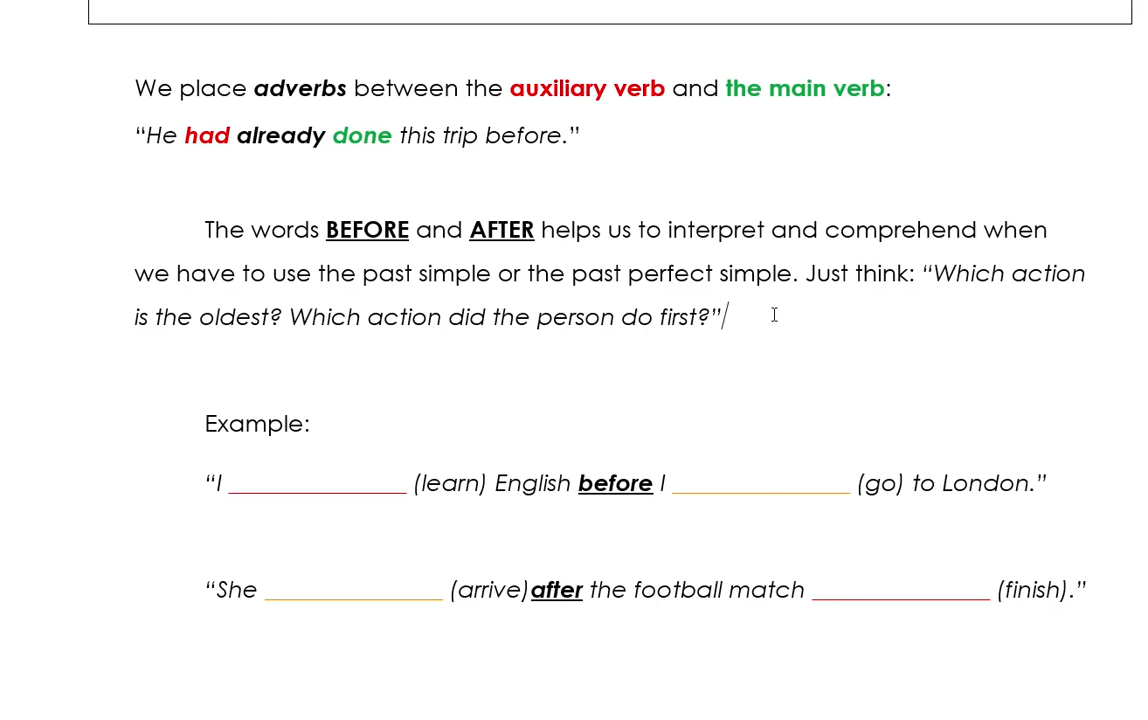 We place adverbs between the auxiliary verb and the main verb:
“He had already done this trip before.”
The words BEFORE and AFTER helps us to interpret and comprehend when
we have to use the past simple or the past perfect simple. Just think: “Which action
is the oldest? Which action did the person do first?”
Example:
“I _______________ (learn) English before I _______________ (go) to London.”
“She _______________ (arrive)after the football match _______________ (finish).”